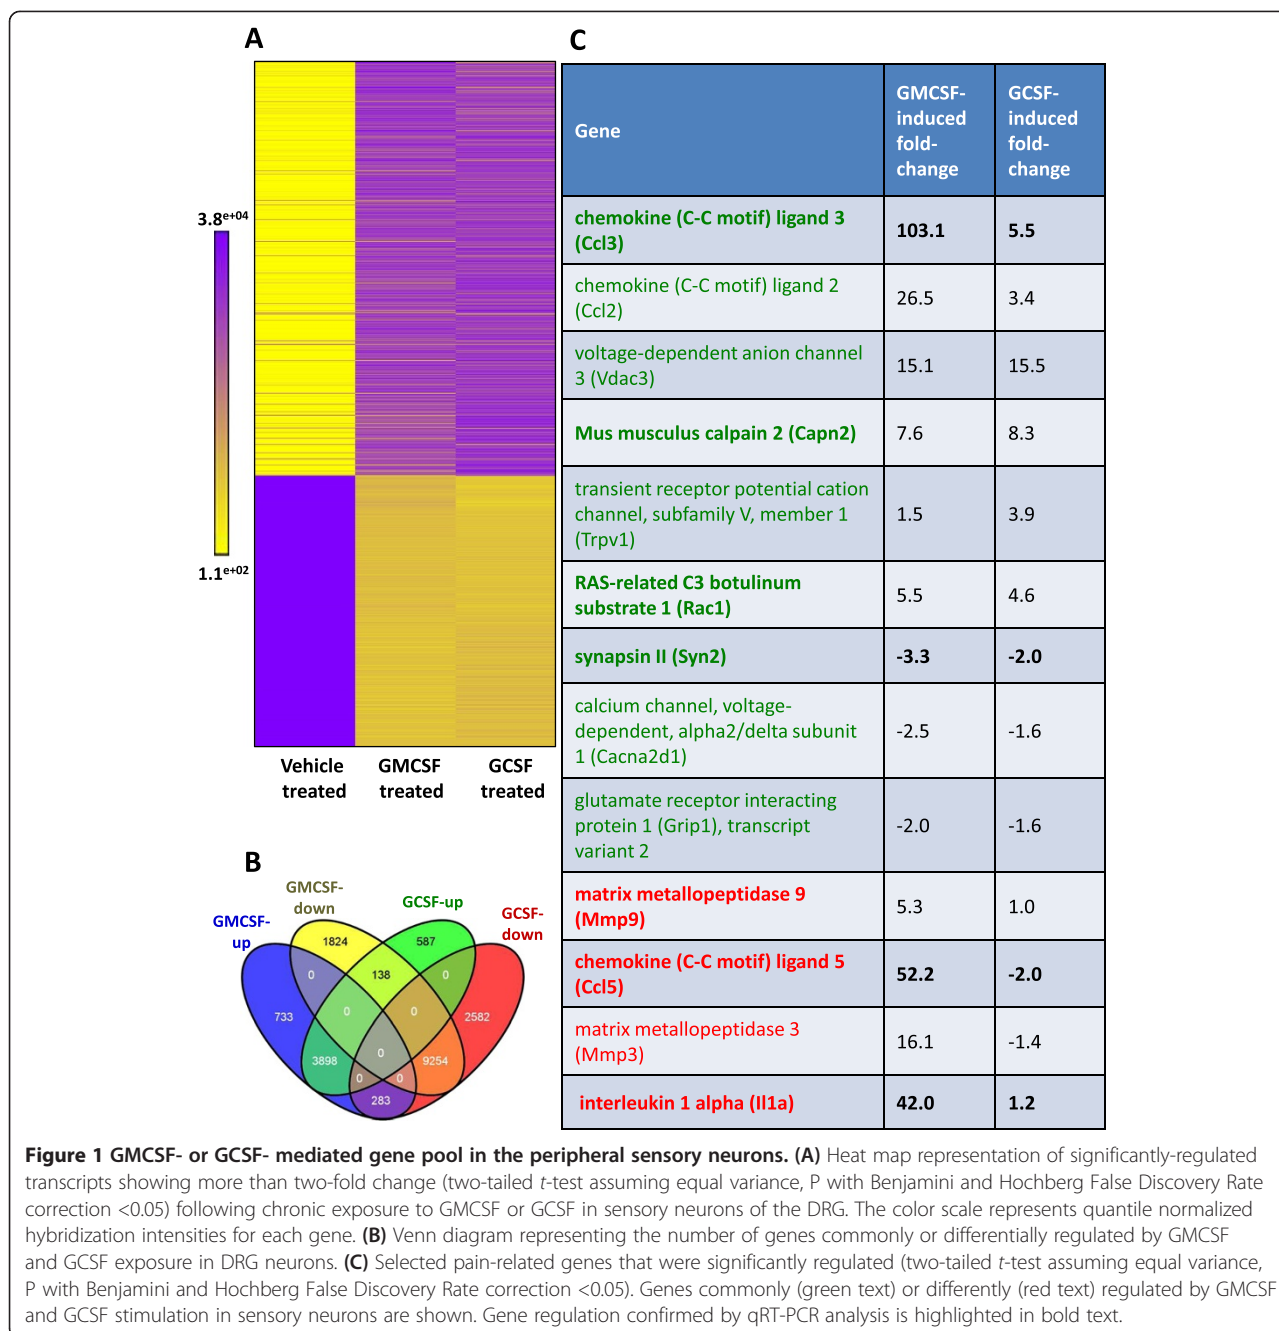 A
3.8e+04
1.1e+02
Vehicle treated
GMCSF treated
GCSF treated
B
GMCSF-up
GMCSF-down
GCSF-up
GCSF-down
1824
587
0
138
0
733
0
0
2582
3898
0
9254
0
0
283
C
Gene
GMCSF-induced fold-change
GCSF-induced fold-change
chemokine (C-C motif) ligand 3 (Ccl3) 103.1 5.5
chemokine (C-C motif) ligand 2 (Ccl2) 26.5 3.4
voltage-dependent anion channel 3 (Vdac3) 15.1 15.5
Mus musculus calpain 2 (Capn2) 7.6 8.3
transient receptor potential cation channel, subfamily V, member 1 (Trpv1) 1.5 3.9
RAS-related C3 botulinum substrate 1 (Rac1) 5.5 4.6
synapsin II (Syn2) -3.3 -2.0
calcium channel, voltage-dependent, alpha2/delta subunit 1 (Cacna2d1) -2.5 -1.6
glutamate receptor interacting protein 1 (Grip1), transcript variant 2 -2.0 -1.6
matrix metallopeptidase 9 (Mmp9) 5.3 1.0
chemokine (C-C motif) ligand 5 (Ccl5) 52.2 -2.0
matrix metallopeptidase 3 (Mmp3) 16.1 -1.4
interleukin 1 alpha (Il1a) 42.0 1.2
Figure 1 GMCSF- or GCSF- mediated gene pool in the peripheral sensory neurons. (A) Heat map representation of significantly-regulated
transcripts showing more than two-fold change (two-tailed t-test assuming equal variance, P with Benjamini and Hochberg False Discovery Rate
correction <0.05) following chronic exposure to GMCSF or GCSF in sensory neurons of the DRG. The color scale represents quantile normalized
hybridization intensities for each gene. (B) Venn diagram representing the number of genes commonly or differentially regulated by GMCSF
and GCSF exposure in DRG neurons. (C) Selected pain-related genes that were significantly regulated (two-tailed t-test assuming equal variance,
P with Benjamini and Hochberg False Discovery Rate correction <0.05). Genes commonly (green text) or differently (red text) regulated by GMCSF
and GCSF stimulation in sensory neurons are shown. Gene regulation confirmed by qRT-PCR analysis is highlighted in bold text.